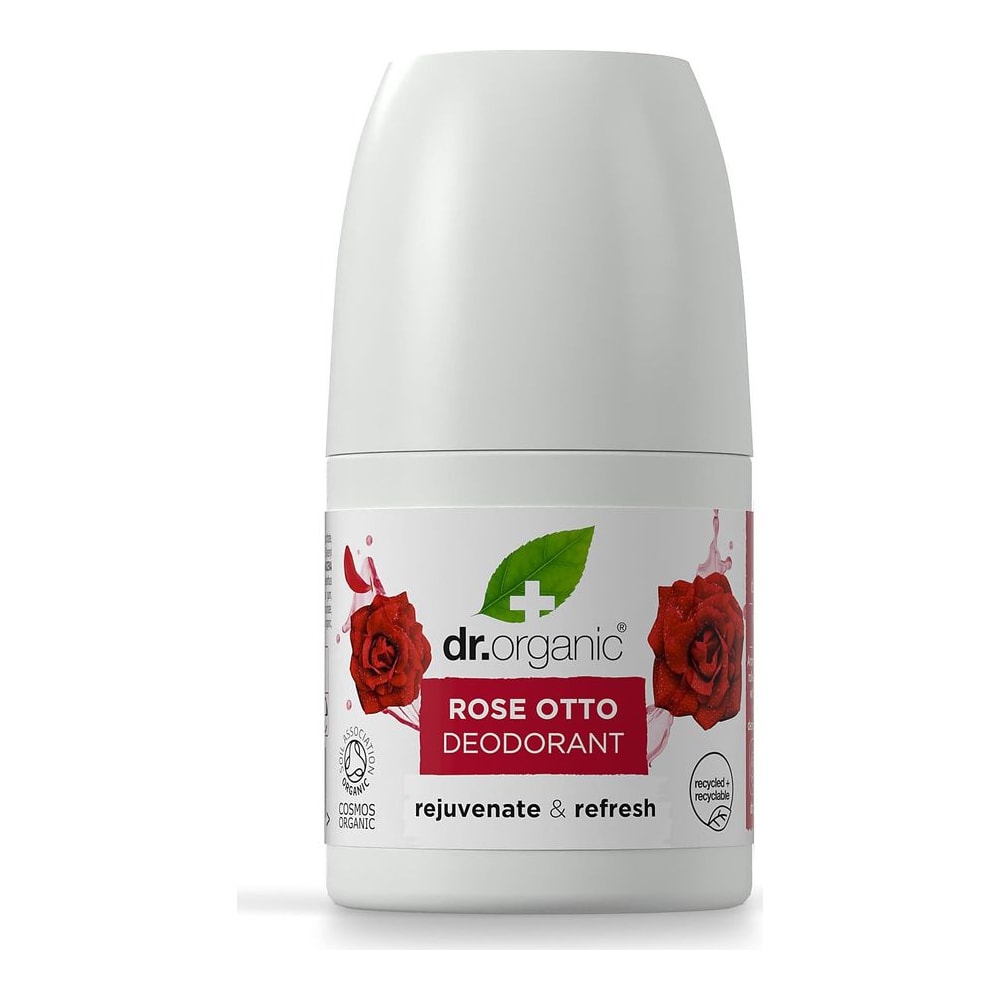 dr.organic®
ROSE OTTO
DEODORANT
rejuvenate & refresh
SOIL ASSOCIATION
ORGANIC
COSMOS
ORGANIC
recycled +
recyclable